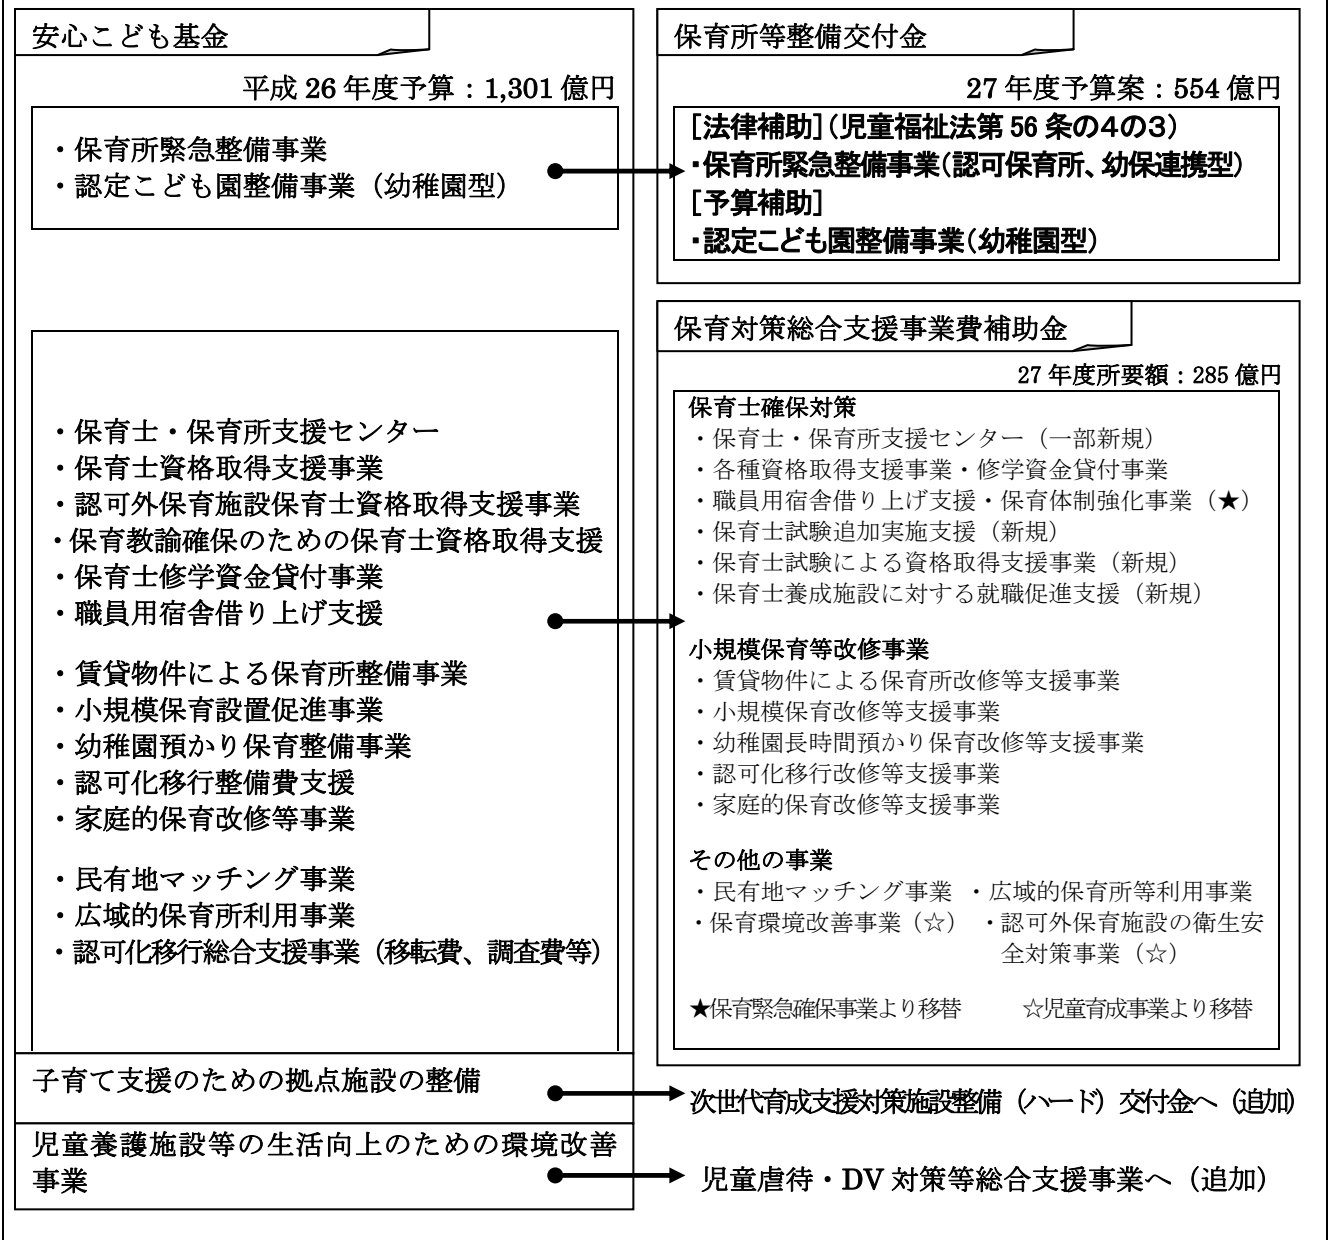 安心こども基金
平成 26 年度予算：1,301 億円
・保育所緊急整備事業
・認定こども園整備事業（幼稚園型）
・保育士・保育所支援センター
・保育士資格取得支援事業
・認可外保育施設保育士資格取得支援事業
・保育教諭確保のための保育士資格取得支援
・保育士修学資金貸付事業
・職員用宿舎借り上げ支援
・賃貸物件による保育所整備事業
・小規模保育設置促進事業
・幼稚園預かり保育整備事業
・認可化移行整備費支援
・家庭的保育改修等事業
・民有地マッチング事業
・広域的保育所利用事業
・認可化移行総合支援事業（移転費、調査費等）
子育て支援のための拠点施設の整備
児童養護施設等の生活向上のための環境改善
事業
保育所等整備交付金
27 年度予算案：554 億円
［法律補助］（児童福祉法第 56 条の４の３）
・保育所緊急整備事業（認可保育所、幼保連携型）
［予算補助］
・認定こども園整備事業（幼稚園型）
保育対策総合支援事業費補助金
27 年度所要額：285 億円
保育士確保対策
・保育士・保育所支援センター（一部新規）
・各種資格取得支援事業・修学資金貸付事業
・職員用宿舎借り上げ支援・保育体制強化事業（★）
・保育士試験追加実施支援（新規）
・保育士試験による資格取得支援事業（新規）
・保育士養成施設に対する就職促進支援（新規）
小規模保育等改修事業
・賃貸物件による保育所改修等支援事業
・小規模保育改修等支援事業
・幼稚園長時間預かり保育改修等支援事業
・認可化移行改修等支援事業
・家庭的保育改修等支援事業
その他の事業
・民有地マッチング事業 ・広域的保育所等利用事業
・保育環境改善事業（☆） ・認可外保育施設の衛生安
全対策事業（☆）
★保育緊急確保事業より移替 ☆児童育成事業より移替
次世代育成支援対策施設整備（ハード）交付金へ（追加）
児童虐待・DV 対策等総合支援事業へ（追加）